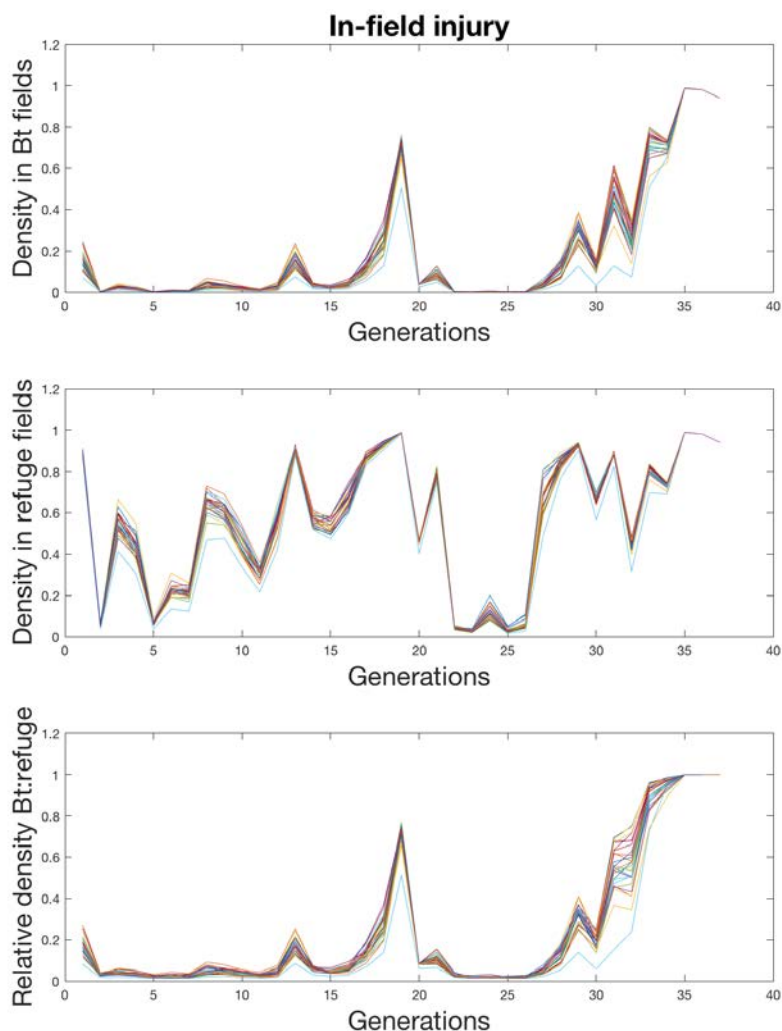 In-field injury
Density in Bt fields
1.2
1
0.8
0.6
0.4
0.2
0
0 5 10 15 20 25 30 35 40
Generations
Density in refuge fields
1.2
1
0.8
0.6
0.4
0.2
0
0 5 10 15 20 25 30 35 40
Generations
Relative density Bt:refuge
1.2
1
0.8
0.6
0.4
0.2
0
0 5 10 15 20 25 30 35 40
Generations